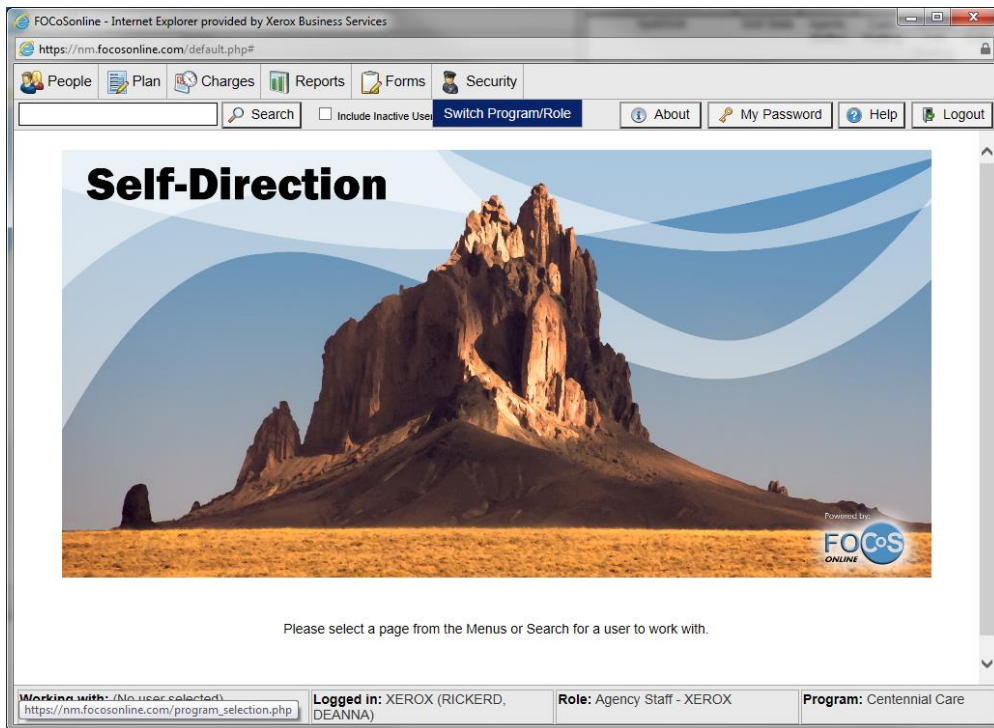 FOCoSonline - Internet Explorer provided by Xerox Business Services
https://nm.focosonline.com/default.php#
People Plan Charges Reports Forms Security
Search Include Inactive User Switch Program/Role About My Password Help Logout
Self-Direction
Powered by:
FOCoS
ONLINE
Please select a page from the Menus or Search for a user to work with.
Working with: (No user selected) Logged in: XEROX (RICKERD, Role: Agency Staff - XEROX Program: Centennial Care
https://nm.focosonline.com/program_selection.php DEANNA)